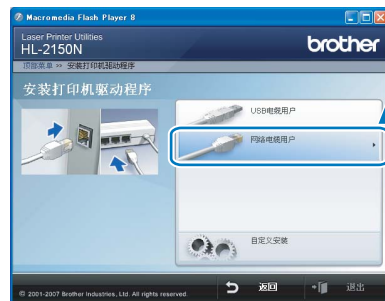 Macromedia Flash Player 8
Laser Printer Utilities
HL-2150N
brother
顶部菜单 >> 安装打印机驱动程序
安装打印机驱动程序
USB电缆用户
网络电缆用户
自定义安装
© 2001-2007 Brother Industries, Ltd. All rights reserved.
返回
退出